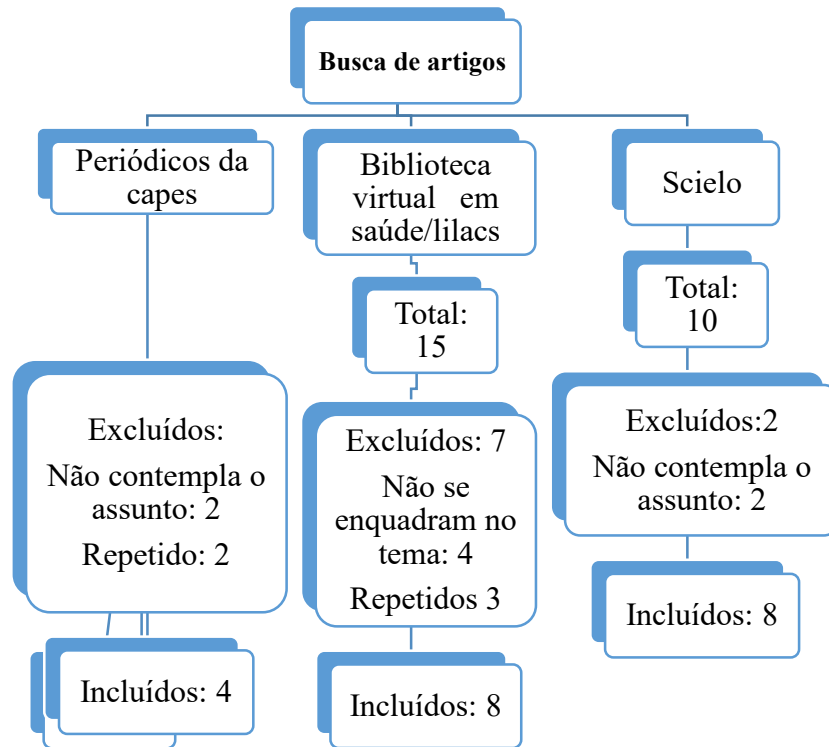 Busca de artigos
Periódicos da
capes
Biblioteca
virtual em
saúde/lilacs
Scielo
Total:
15
Total:
10
Excluídos:
Não contempla o
assunto: 2
Repetido: 2
Excluídos: 7
Não se
enquadram no
tema: 4
Repetidos 3
Excluídos:2
Não contempla o
assunto: 2
Incluídos: 4
Incluídos: 8
Incluídos: 8